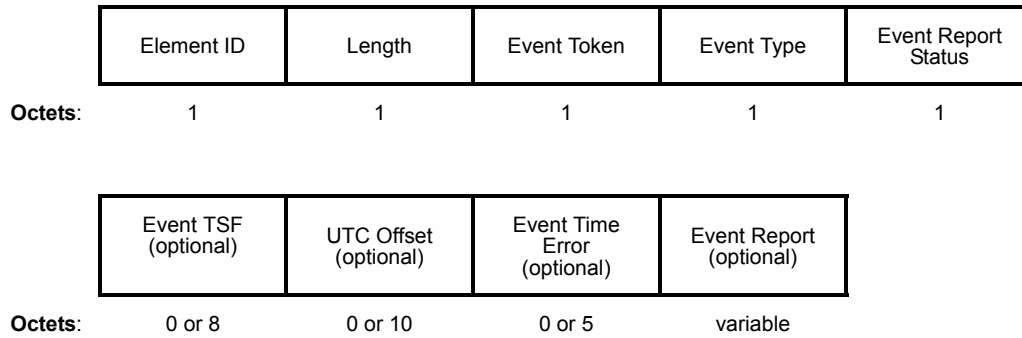 Element ID
Length
Event Token
Event Type
Event Report
Status
Octets:
1
1
1
1
1
Event TSF
(optional)
UTC Offset
(optional)
Event Time
Error
(optional)
Event Report
(optional)
Octets:
0 or 8
0 or 10
0 or 5
variable